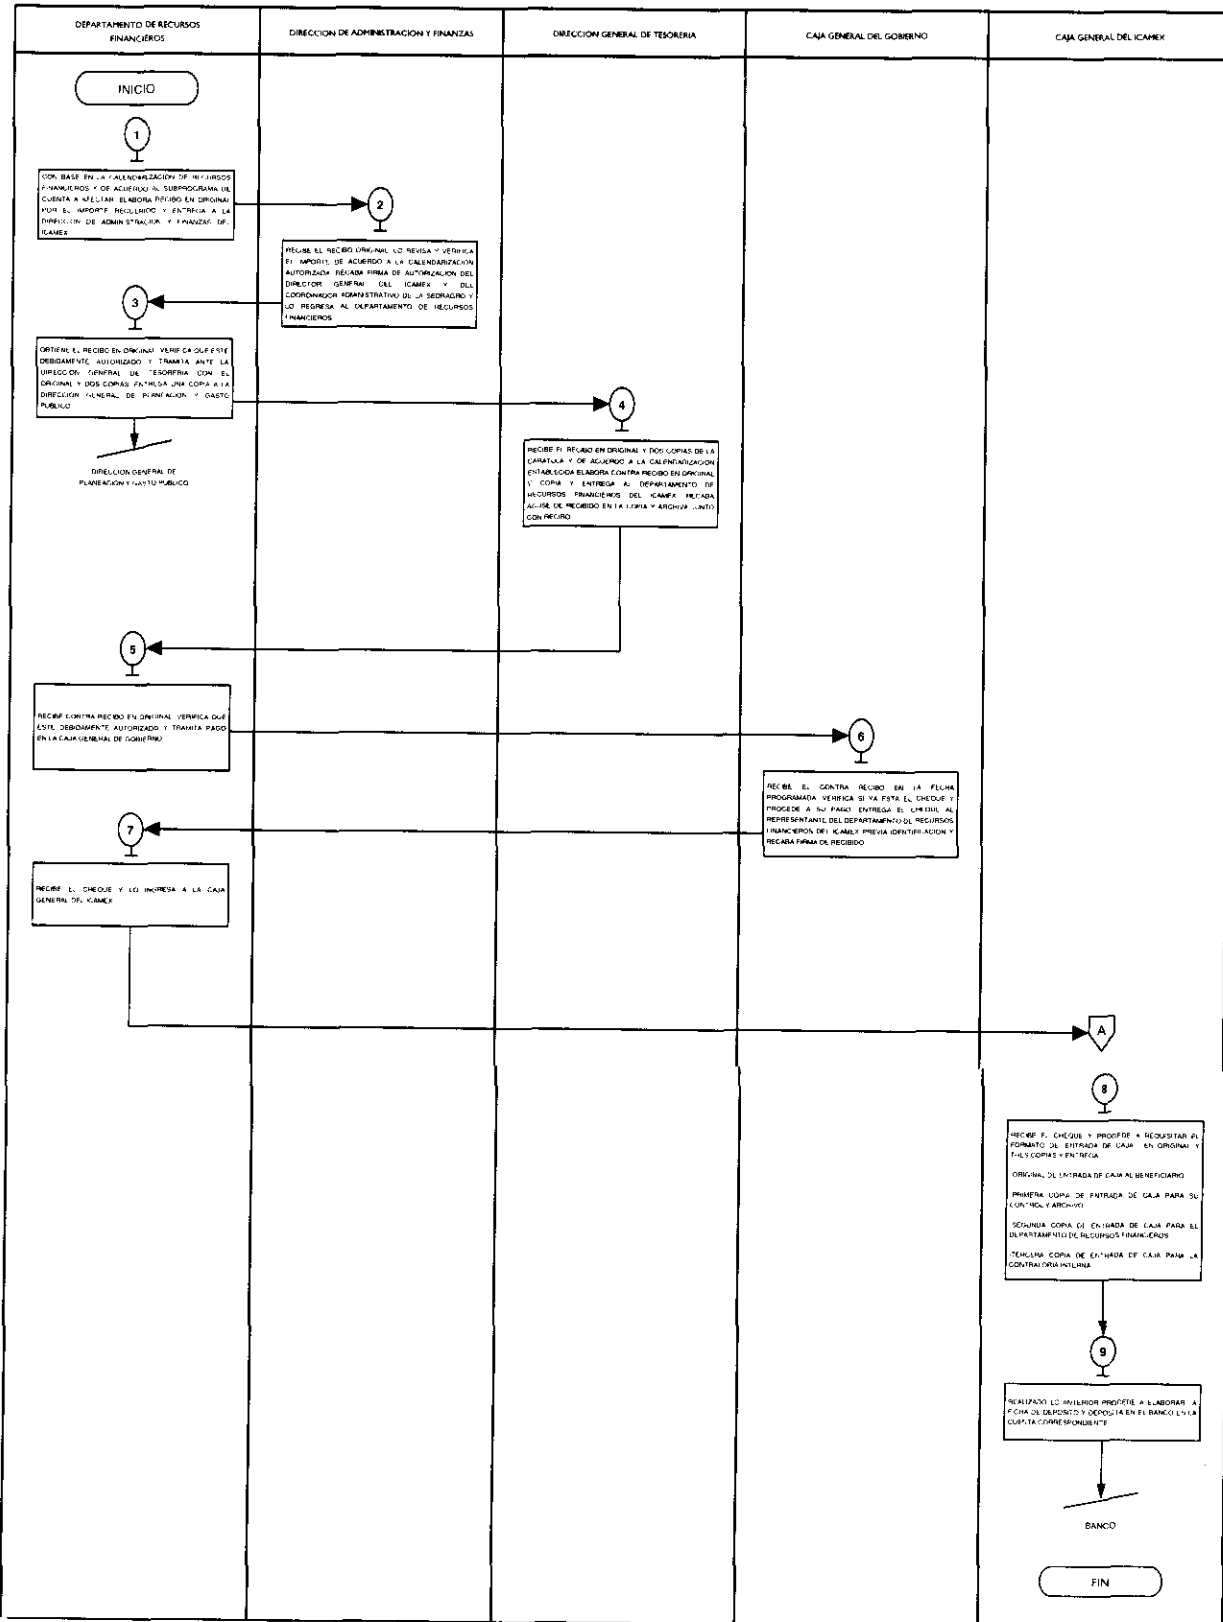 DEPARTAMENTO DE RECURSOS
FINANCIEROS
DIRECCION DE ADMINISTRACION Y FINANZAS
DIRECCION GENERAL DE TESORERIA
CAJA GENERAL DEL GOBIERNO
CAJA GENERAL DEL ICAMEX
INICIO
1
CON BASE EN LA CALENDARIZACION DE RECURSOS
FINANCIEROS Y DE ACUERDO AL SUBPROGRAMA DE
CUENTA A AFECTAR ELABORA RECIBO EN ORIGINAL
POR EL IMPORTE REQUERIDO Y ENTREGA A LA
DIRECCION DE ADMINISTRACION Y FINANZAS DEL
ICAMEX
2
RECIBE EL RECIBO ORIGINAL LO REVISA Y VERIFICA
EL IMPORTE DE ACUERDO A LA CALENDARIZACION
AUTORIZADA RECABA FIRMA DE AUTORIZACION DEL
DIRECTOR GENERAL DEL ICAMEX Y DEL
COORDINADOR ADMINISTRATIVO DE LA SEDRAGRO Y
LO REGRESA AL DEPARTAMENTO DE RECURSOS
FINANCIEROS
3
OBTIENE EL RECIBO EN ORIGINAL VERIFICA QUE ESTE
DEBIDAMENTE AUTORIZADO Y TRAMITA ANTE LA
DIRECCION GENERAL DE TESORERIA CON EL
ORIGINAL Y DOS COPIAS ENTREGA UNA COPIA A LA
DIRECCION GENERAL DE PLANEACION Y GASTO
PUBLICO
DIRECCION GENERAL DE
PLANEACION Y GASTO PUBLICO
4
RECIBE EL RECIBO EN ORIGINAL Y DOS COPIAS DE LA
CARATULA Y DE ACUERDO A LA CALENDARIZACION
ESTABLECIDA ELABORA CONTRA RECIBO EN ORIGINAL
Y COPIA Y ENTREGA AL DEPARTAMENTO DE
RECURSOS FINANCIEROS DEL ICAMEX RECABA
ACUSE DE RECIBIDO EN LA COPIA Y ARCHIVA JUNTO
CON RECIBO
5
RECIBE CONTRA RECIBO EN ORIGINAL VERIFICA QUE
ESTE DEBIDAMENTE AUTORIZADO Y TRAMITA PAGO
EN LA CAJA GENERAL DE GOBIERNO
6
RECIBE EL CONTRA RECIBO EN LA FECHA
PROGRAMADA VERIFICA SI YA ESTA EL CHEQUE Y
PROCEDE A SU PAGO ENTREGA EL CHEQUE AL
REPRESENTANTE DEL DEPARTAMENTO DE RECURSOS
FINANCIEROS DEL ICAMEX PREVIA IDENTIFICACION Y
RECABA FIRMA DE RECIBIDO
7
RECIBE EL CHEQUE Y LO INGRESA A LA CAJA
GENERAL DEL ICAMEX
A
8
RECIBE EL CHEQUE Y PROCEDE A REQUISITAR EL
FORMATO DE ENTRADA DE CAJA EN ORIGINAL Y
TRES COPIAS Y ENTREGA
-ORIGINAL DE ENTRADA DE CAJA AL BENEFICIARIO
-PRIMERA COPIA DE ENTRADA DE CAJA PARA SU
CONTROL Y ARCHIVO
-SEGUNDA COPIA DE ENTRADA DE CAJA PARA EL
DEPARTAMENTO DE RECURSOS FINANCIEROS
-TERCERA COPIA DE ENTRADA DE CAJA PARA LA
CONTRALORIA INTERNA
9
REALIZADO LO ANTERIOR PROCEDE A ELABORAR LA
FICHA DE DEPOSITO Y DEPOSITA EN EL BANCO EN LA
CUENTA CORRESPONDIENTE
BANCO
FIN